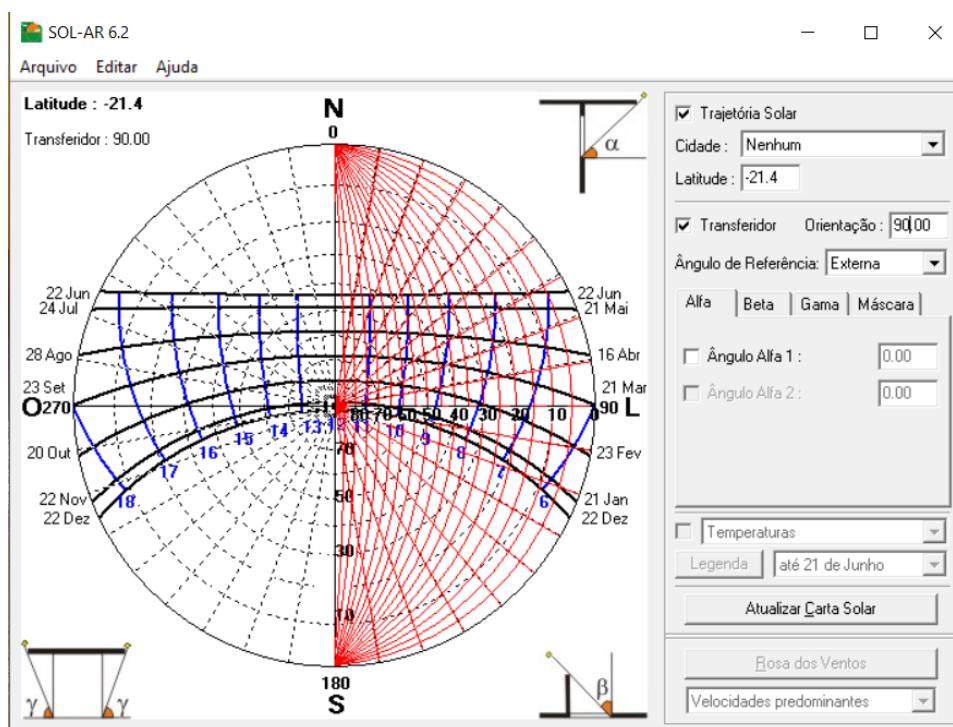 SOL-AR 6.2
Arquivo Editar Ajuda
Latitude : -21.4
Transferidor : 90.00
N
0
α
22 Jun
24 Jul
28 Ago
23 Set
O 270
20 Out
22 Nov
22 Dez
22 Jun
21 Mai
16 Abr
21 Mar
90 L
23 Fev
21 Jan
22 Dez
80 70 60 50 40 30 20 10 0
18 17 16 15 14 13 12 11 10 9 8 7 6
70
50
30
10
180
S
γ γ
β
Trajetória Solar
Cidade : Nenhum
Latitude : -21.4
Transferidor Orientação : 90.00
Ângulo de Referência: Externa
Alfa Beta Gama Máscara
Ângulo Alfa 1 : 0.00
Ângulo Alfa 2 : 0.00
Temperaturas
Legenda até 21 de Junho
Atualizar Carta Solar
Rosa dos Ventos
Velocidades predominantes